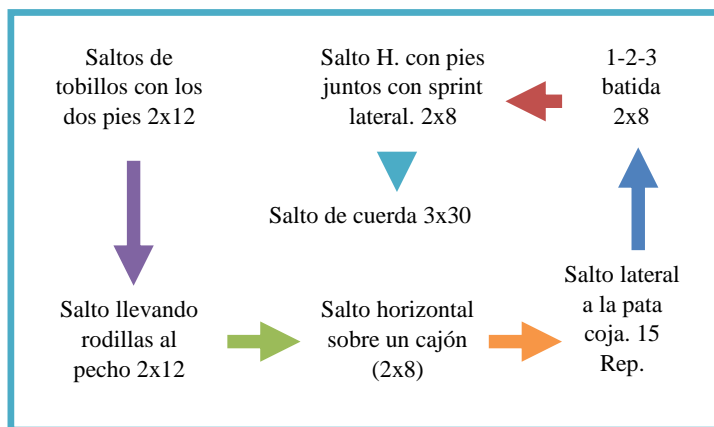 Saltos de
tobillos con los
dos pies 2x12
Salto H. con pies
juntos con sprint
lateral. 2x8
1-2-3
batida
2x8
Salto de cuerda 3x30
Salto llevando
rodillas al
pecho 2x12
Salto horizontal
sobre un cajón
(2x8)
Salto lateral
a la pata
coja. 15
Rep.